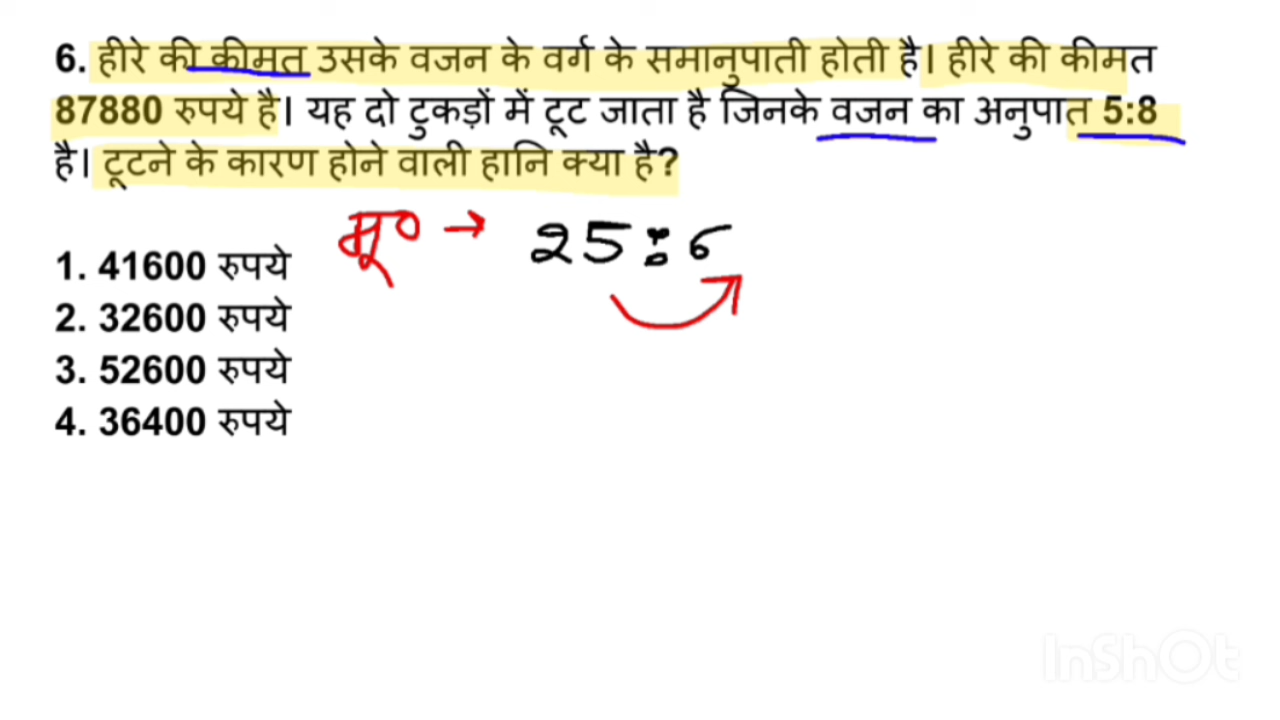 6. हीरे की कीमत उसके वजन के वर्ग के समानुपाती होती है। हीरे की कीमत
87880 रुपये है। यह दो टुकड़ों में टूट जाता है जिनके वजन का अनुपात 5:8
है। टूटने के कारण होने वाली हानि क्या है?
मू० → 25 : 6
1. 41600 रुपये
2. 32600 रुपये
3. 52600 रुपये
4. 36400 रुपये
InShOt